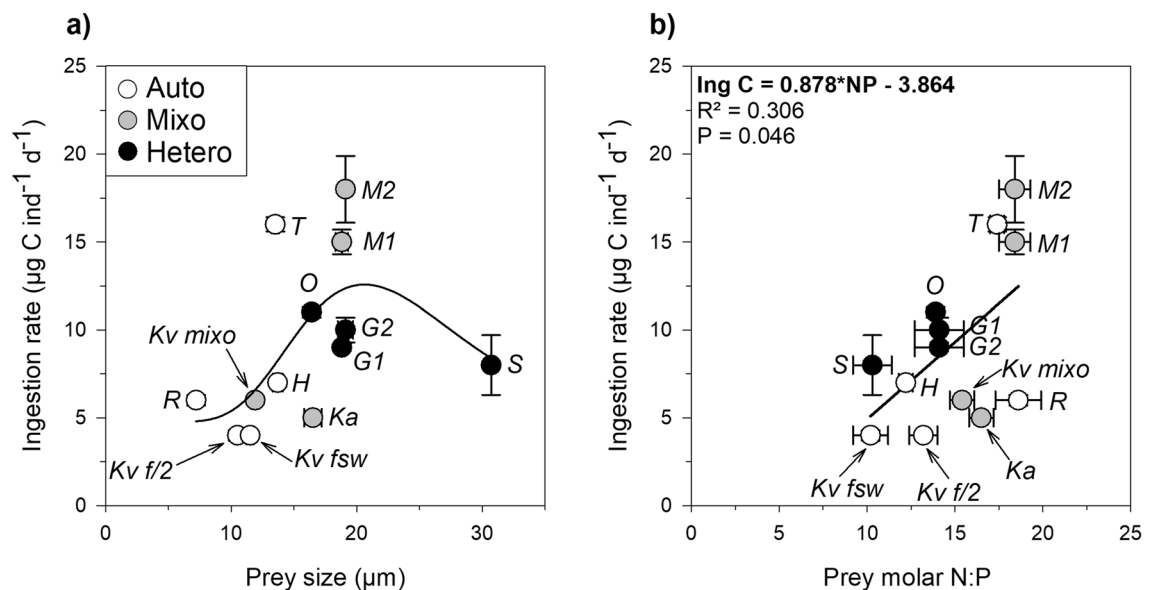 a)
Ingestion rate (µg C ind⁻¹ d⁻¹)
25
20
15
10
5
0
Auto
Mixo
Hetero
M2
T
M1
O
Kv mixo
G2
G1
S
H
R
Ka
Kv f/2
Kv fsw
0
10
20
30
Prey size (µm)
b)
Ingestion rate (µg C ind⁻¹ d⁻¹)
25
20
15
10
5
0
Ing C = 0.878*NP - 3.864
R² = 0.306
P = 0.046
M2
T
M1
O
G1
G2
S
H
Kv mixo
R
Ka
Kv fsw
Kv f/2
0
5
10
15
20
25
Prey molar N:P